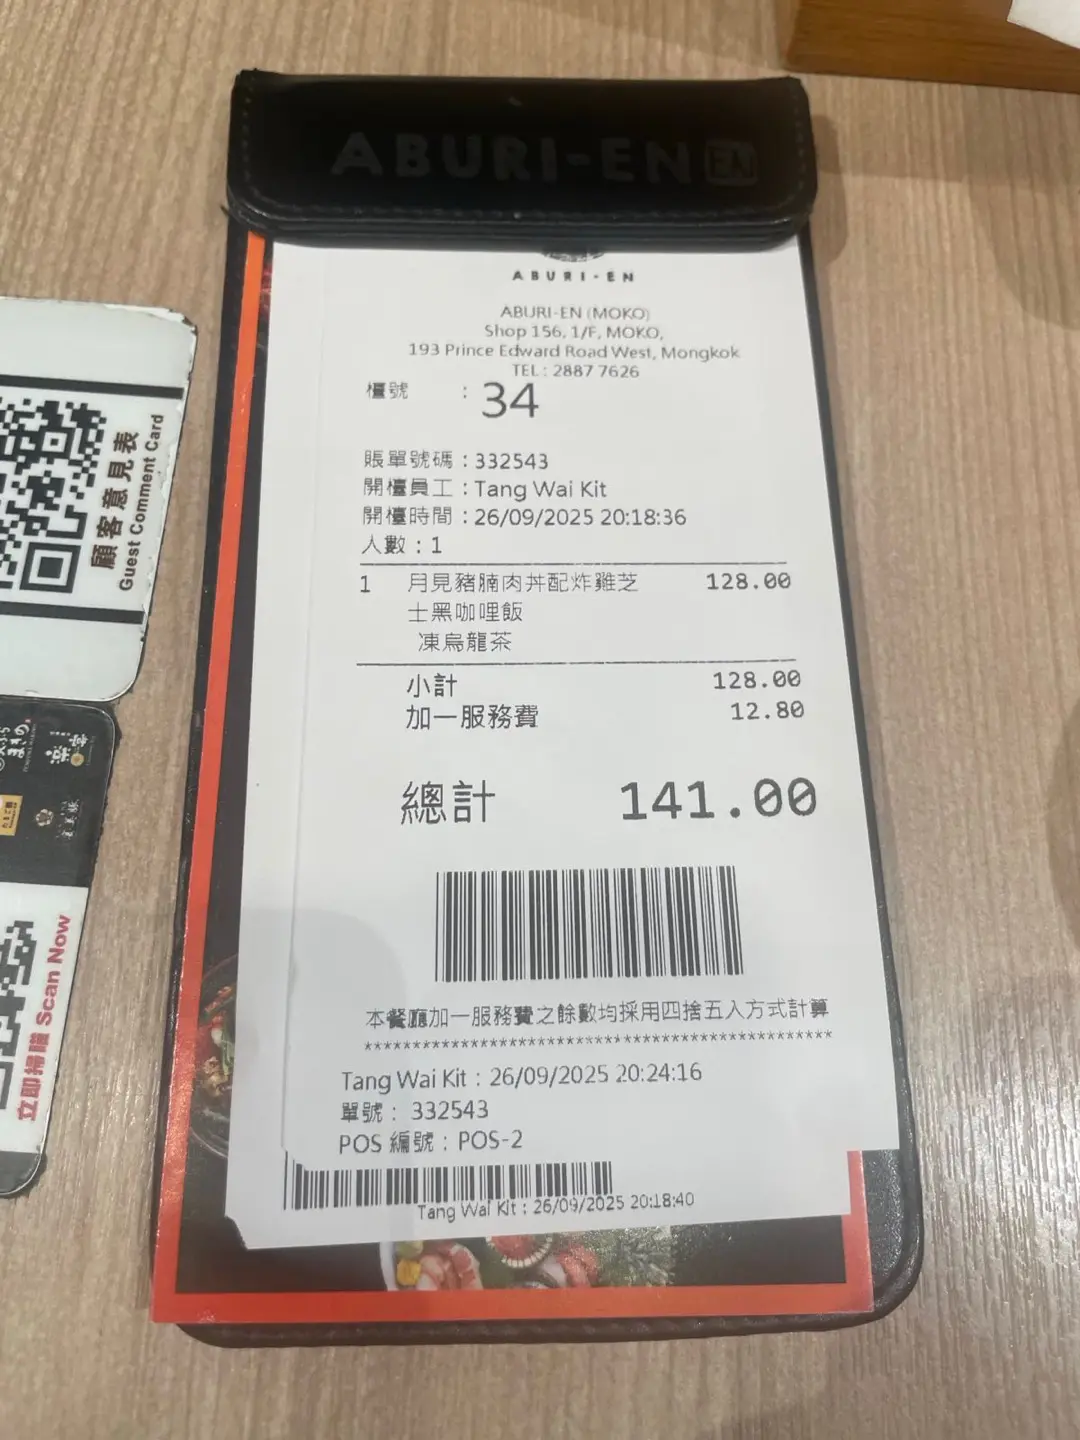 ABURI-EN
ABURI-EN
ABURI-EN (MOKO)
Shop 156, 1/F, MOKO,
193 Prince Edward Road West, Mongkok
TEL : 2887 7626
檯號 : 34
賬單號碼 : 332543
開檯員工 : Tang Wai Kit
開檯時間 : 26/09/2025 20:18:36
人數 : 1
1 月見豬腩肉丼配炸雞芝 128.00
士黑咖哩飯
凍烏龍茶
小計 128.00
加一服務費 12.80
總計 141.00
本餐廳加一服務費之餘數均採用四捨五入方式計算
************************************************
Tang Wai Kit : 26/09/2025 20:24:16
單號 : 332543
POS 編號 : POS-2
Tang Wai Kit : 26/09/2025 20:18:40
顧客意見表
Guest Comment Card
立即掃瞄 Scan Now